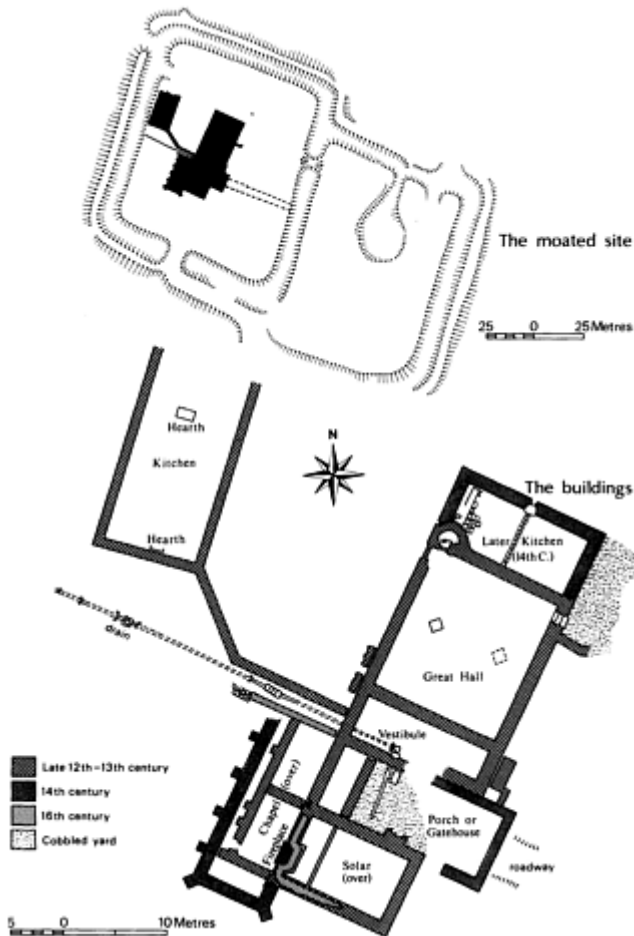 The moated site
25 0 25 Metres
N
Hearth
Kitchen
Hearth
The buildings
Later Kitchen
(14th C.)
drain
Great Hall
Vestibule
Late 12th-13th century
14th century
16th century
Cobbled yard
Chapel (over)
Fireplace
Solar
(over)
Porch or
Gatehouse
roadway
5 0 10 Metres